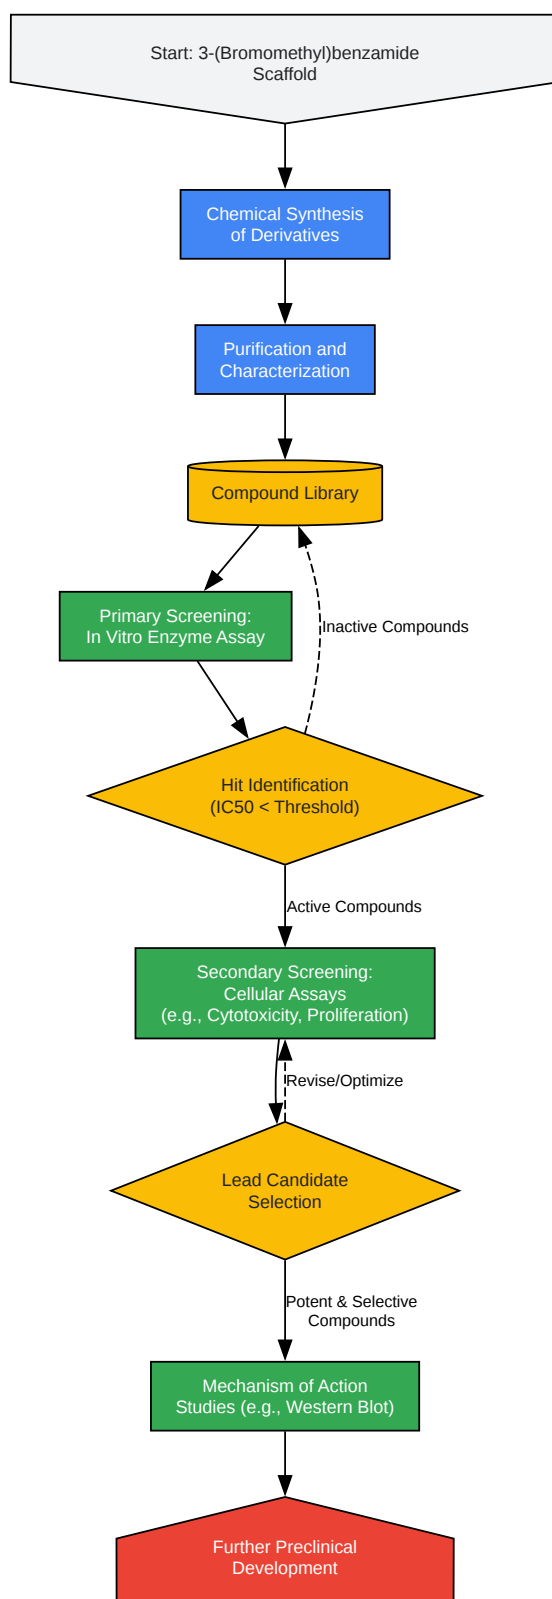 Start: 3-(Bromomethyl)benzamide
Scaffold
Chemical Synthesis
of Derivatives
Purification and
Characterization
Compound Library
Primary Screening:
In Vitro Enzyme Assay
Inactive Compounds
Hit Identification
(IC50 < Threshold)
Active Compounds
Secondary Screening:
Cellular Assays
(e.g., Cytotoxicity, Proliferation)
Revise/Optimize
Lead Candidate
Selection
Potent & Selective
Compounds
Mechanism of Action
Studies (e.g., Western Blot)
Further Preclinical
Development